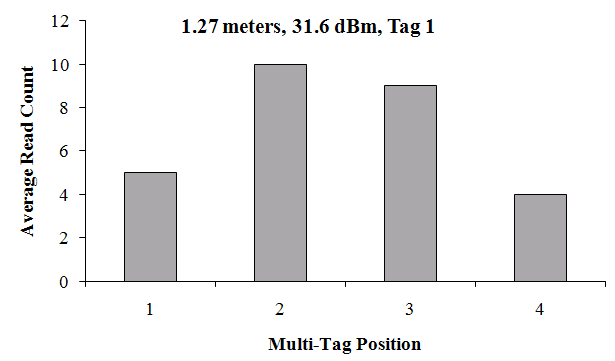 1.27 meters, 31.6 dBm, Tag 1
12
10
8
6
4
2
0
Average Read Count
1 2 3 4
Multi-Tag Position